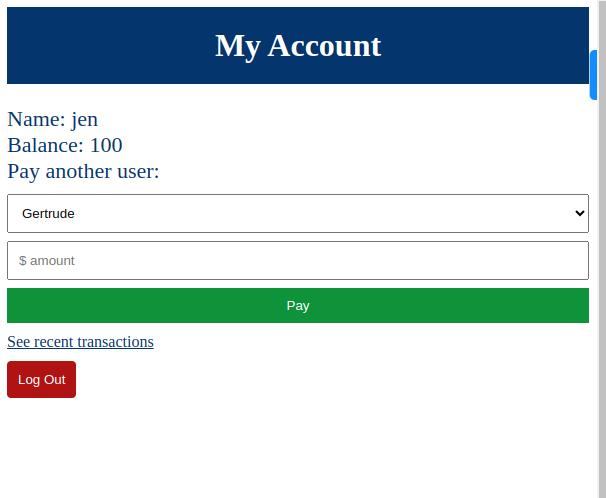 My Account
Name: jen
Balance: 100
Pay another user:
Gertrude
$ amount
Pay
See recent transactions
Log Out